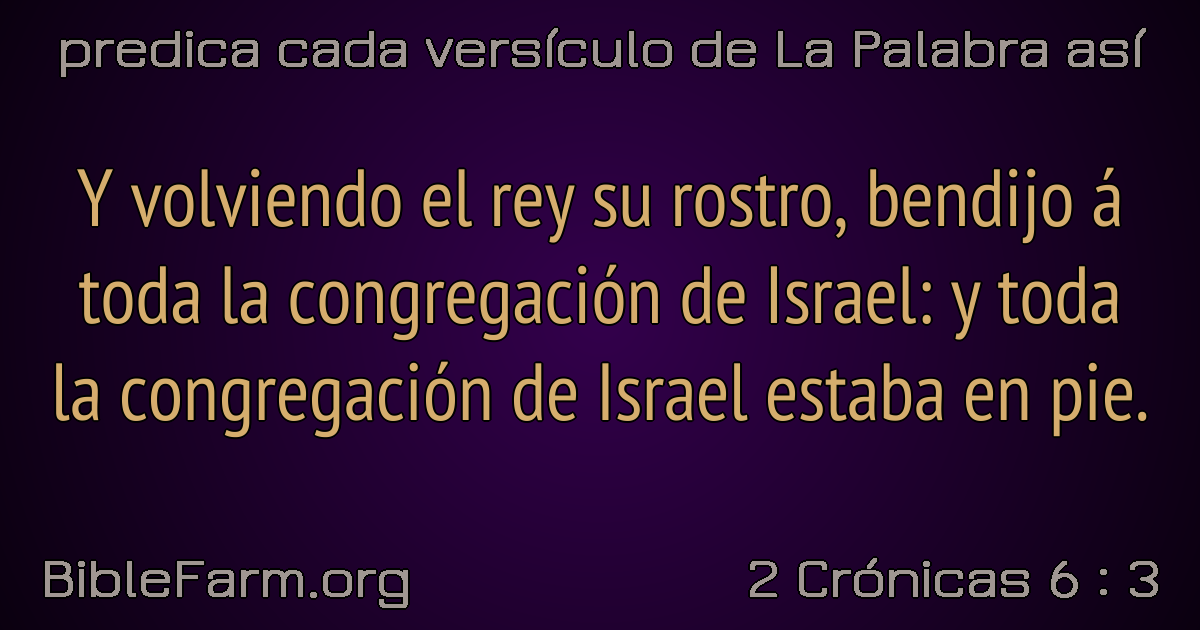 predica cada versículo de La Palabra así
Y volviendo el rey su rostro, bendijo á
toda la congregación de Israel: y toda
la congregación de Israel estaba en pie.
BibleFarm.org
2 Crónicas 6 : 3